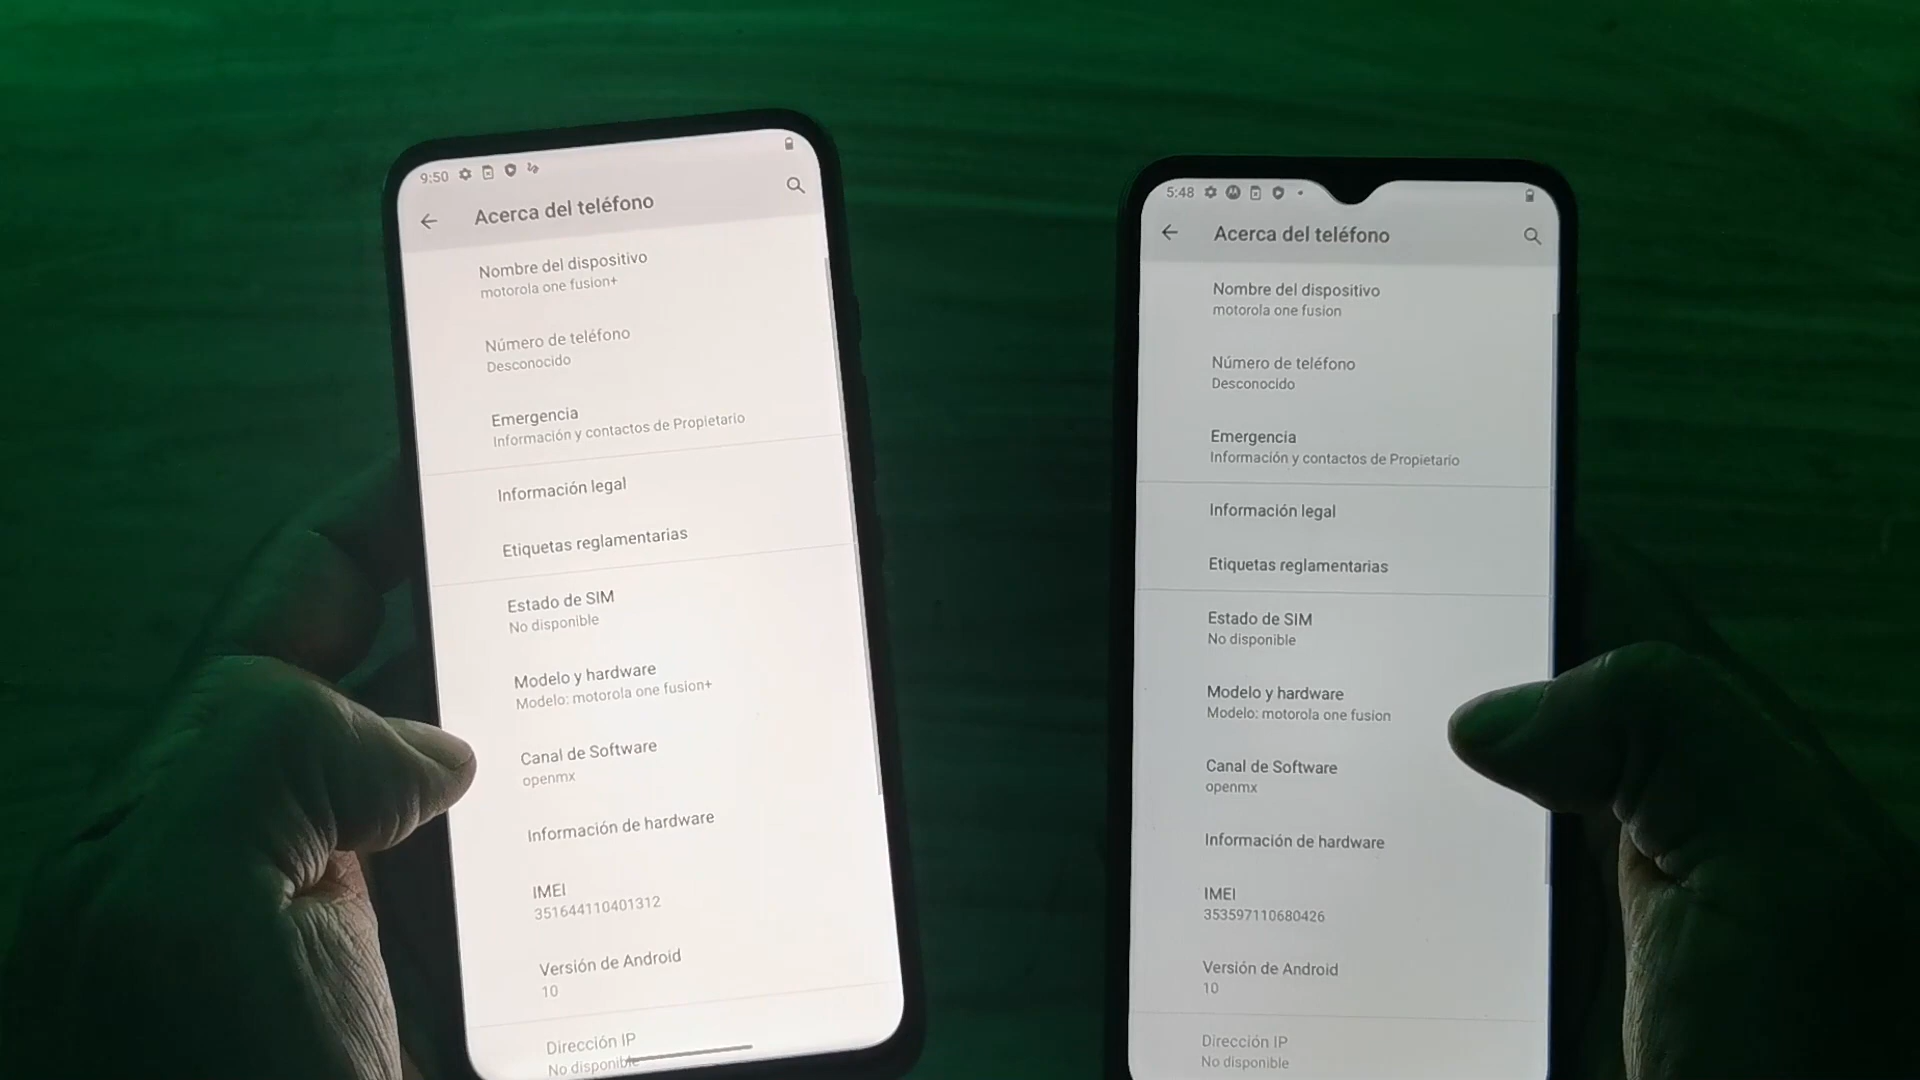 9:50
Acerca del teléfono
Nombre del dispositivo
motorola one fusion+
Número de teléfono
Desconocido
Emergencia
Información y contactos de Propietario
Información legal
Etiquetas reglamentarias
Estado de SIM
No disponible
Modelo y hardware
Modelo: motorola one fusion+
Canal de Software
openmx
Información de hardware
IMEI
351644110401312
Versión de Android
10
Dirección IP
No disponible
5:48
Acerca del teléfono
Nombre del dispositivo
motorola one fusion
Número de teléfono
Desconocido
Emergencia
Información y contactos de Propietario
Información legal
Etiquetas reglamentarias
Estado de SIM
No disponible
Modelo y hardware
Modelo: motorola one fusion
Canal de Software
openmx
Información de hardware
IMEI
353597110680426
Versión de Android
10
Dirección IP
No disponible